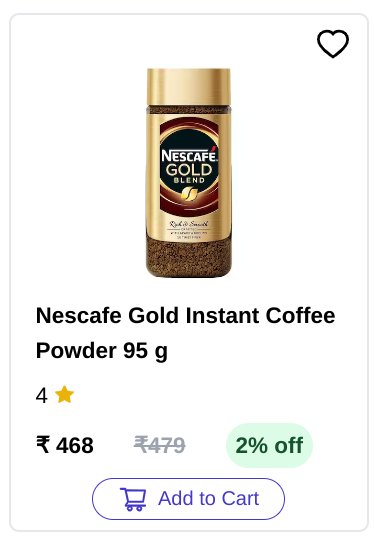 NESCAFÉ
GOLD
BLEND
Rich & Smooth
Nescafe Gold Instant Coffee
Powder 95 g
4
₹ 468 ₹479 2% off
Add to Cart